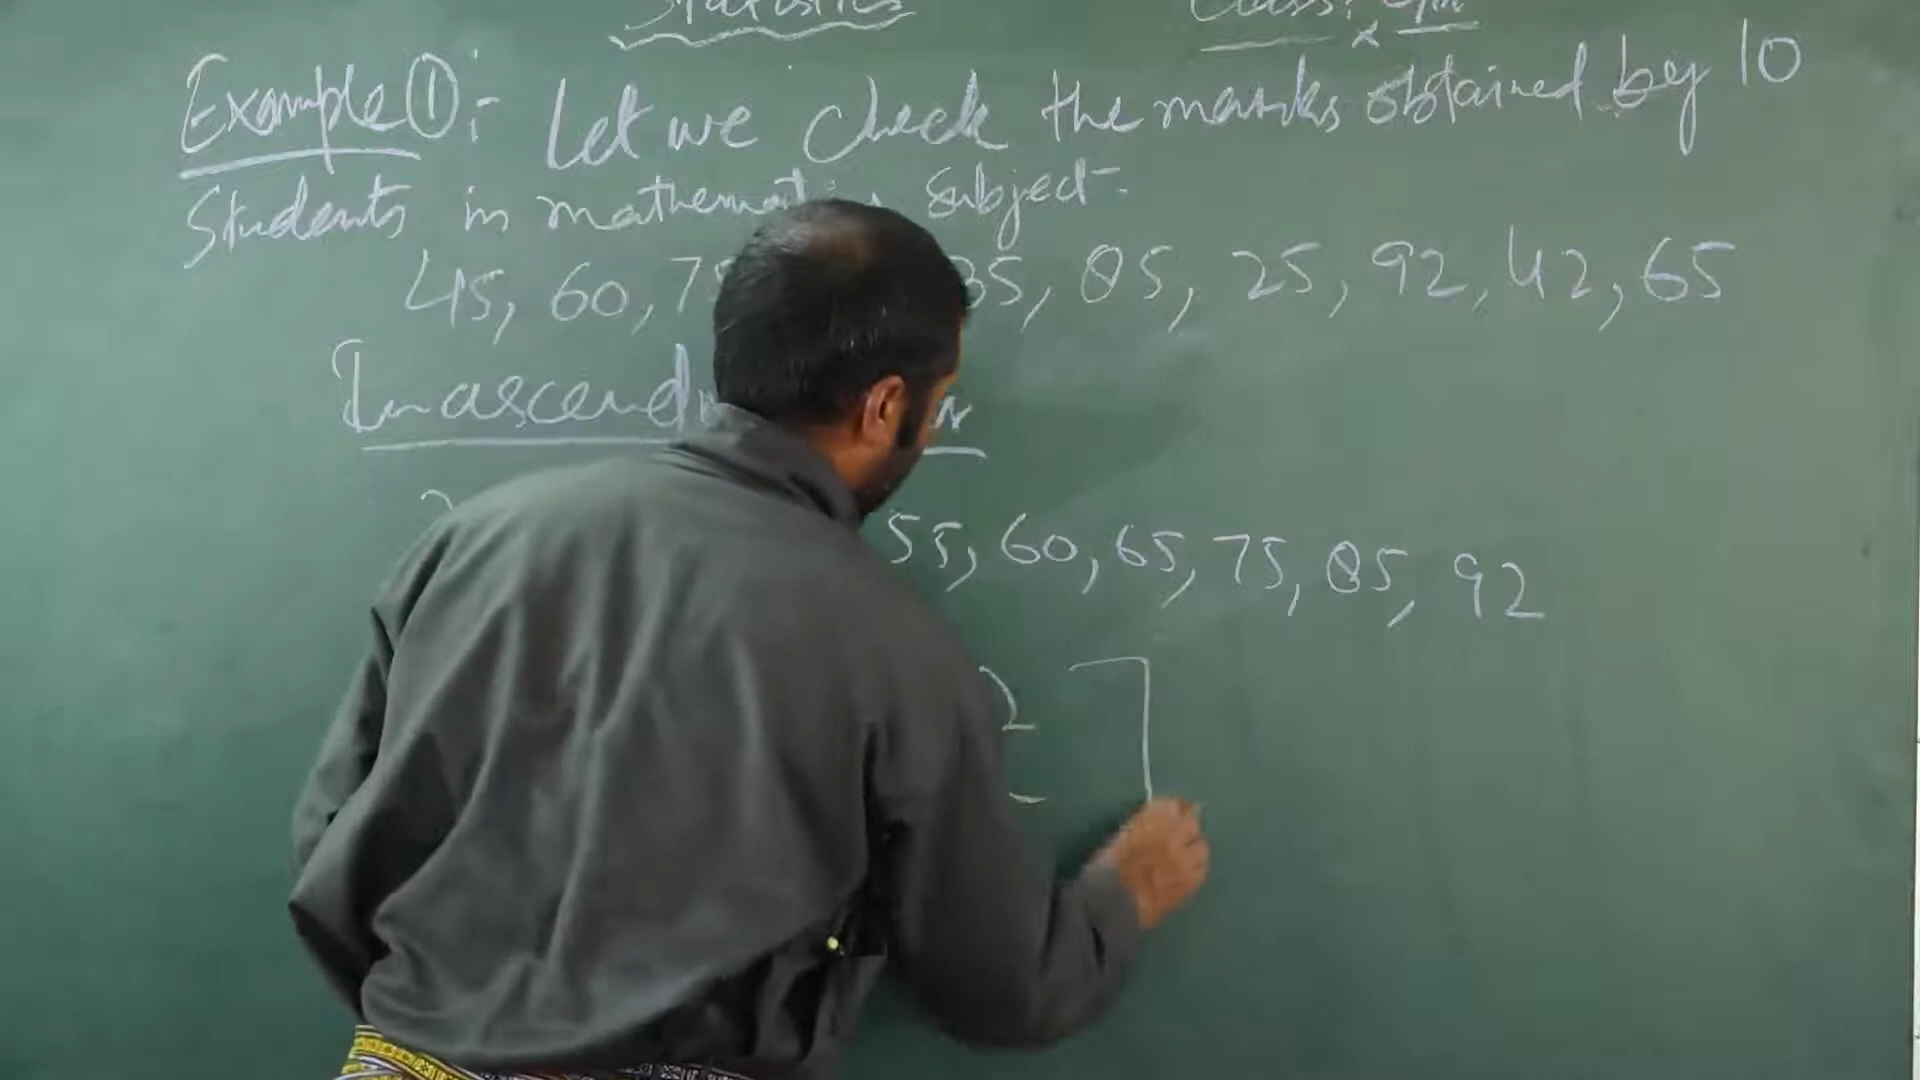 Statistics Class:
Example ①:- Let we check the marks obtained by 10
Students in mathemat Subject-
45, 60, 75 35, 85, 25, 92, 42, 65
In ascend
55, 60, 65, 75, 85, 92
2